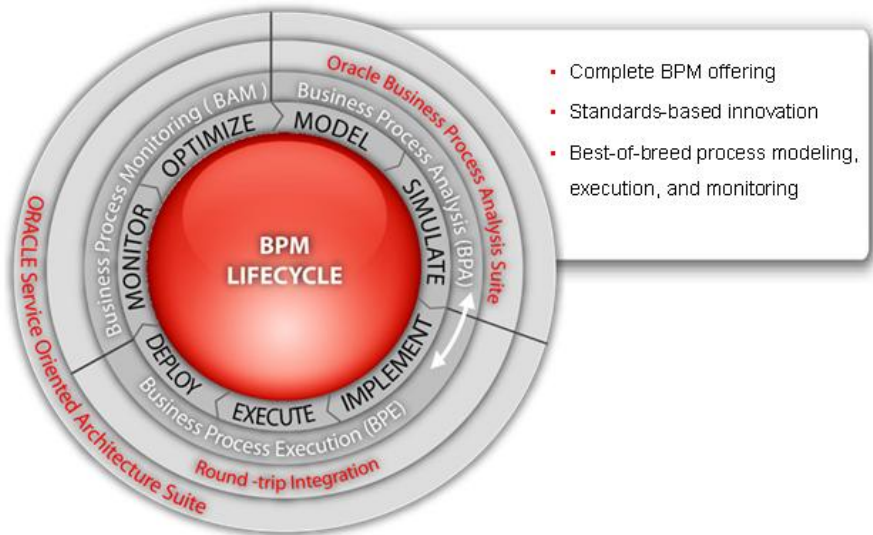 BPM
LIFECYCLE
MODEL
SIMULATE
IMPLEMENT
EXECUTE
DEPLOY
MONITOR
OPTIMIZE
Business Process Analysis (BPA)
Business Process Execution (BPE)
Business Process Monitoring ( BAM )
Oracle Business Process Analysis Suite
Round -trip Integration
ORACLE Service Oriented Architecture Suite
▪ Complete BPM offering
▪ Standards-based innovation
▪ Best-of-breed process modeling,
execution, and monitoring